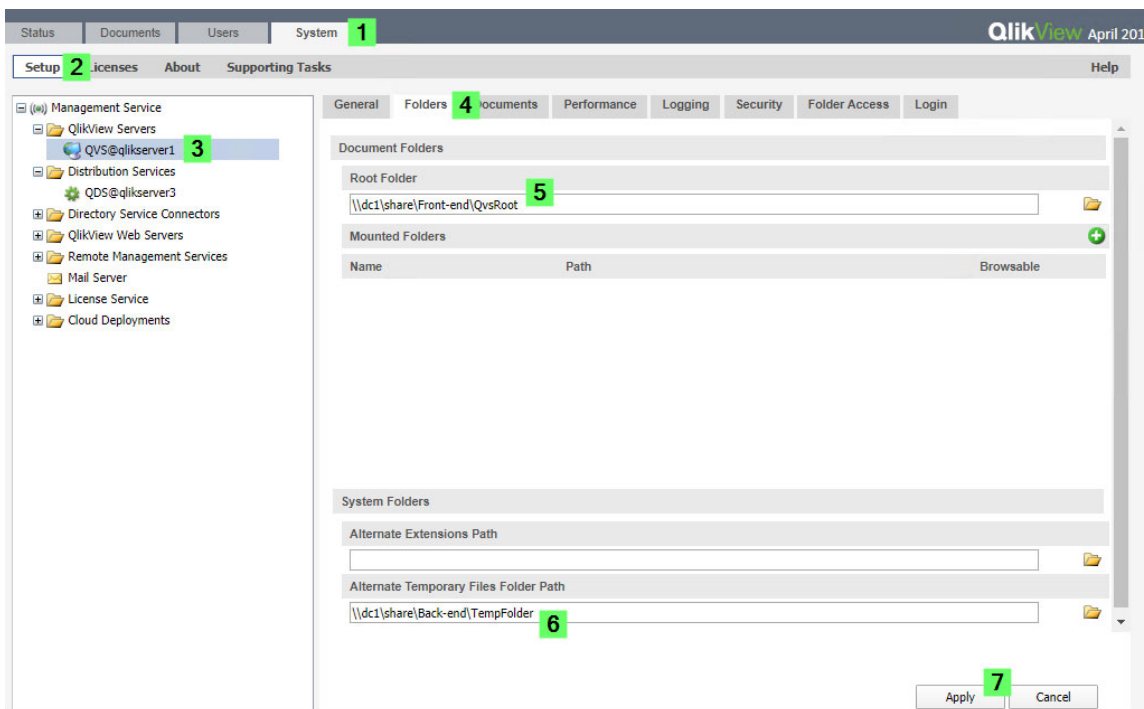 Status Documents Users System 1 QlikView April 201
Setup 2 Licenses About Supporting Tasks Help
Management Service
QlikView Servers
QVS@qlikserver1 3
Distribution Services
QDS@qlikserver3
Directory Service Connectors
QlikView Web Servers
Remote Management Services
Mail Server
License Service
Cloud Deployments
General Folders 4 Documents Performance Logging Security Folder Access Login
Document Folders
Root Folder
\\dc1\share\Front-end\QvsRoot 5
Mounted Folders
Name Path Browsable
System Folders
Alternate Extensions Path
Alternate Temporary Files Folder Path
\\dc1\share\Back-end\TempFolder 6
Apply 7 Cancel